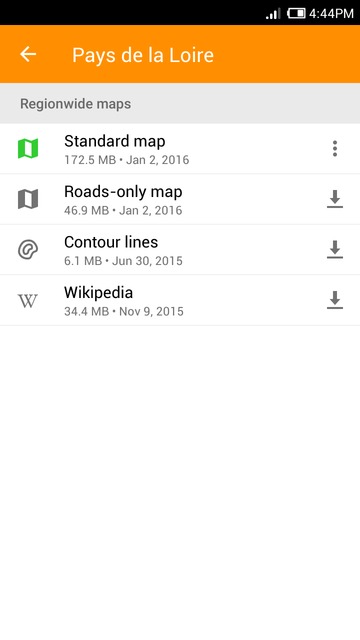 4:44PM
Pays de la Loire
Regionwide maps
Standard map
172.5 MB • Jan 2, 2016
Roads-only map
46.9 MB • Jan 2, 2016
Contour lines
6.1 MB • Jun 30, 2015
W
Wikipedia
34.4 MB • Nov 9, 2015